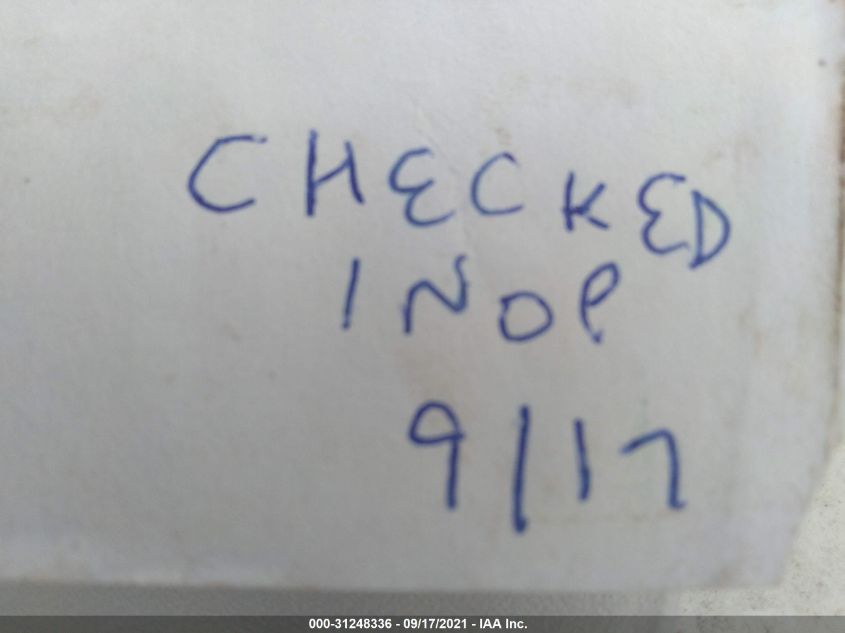 CHECKED
INOP
9/17
000-31248336 - 09/17/2021 - IAA Inc.